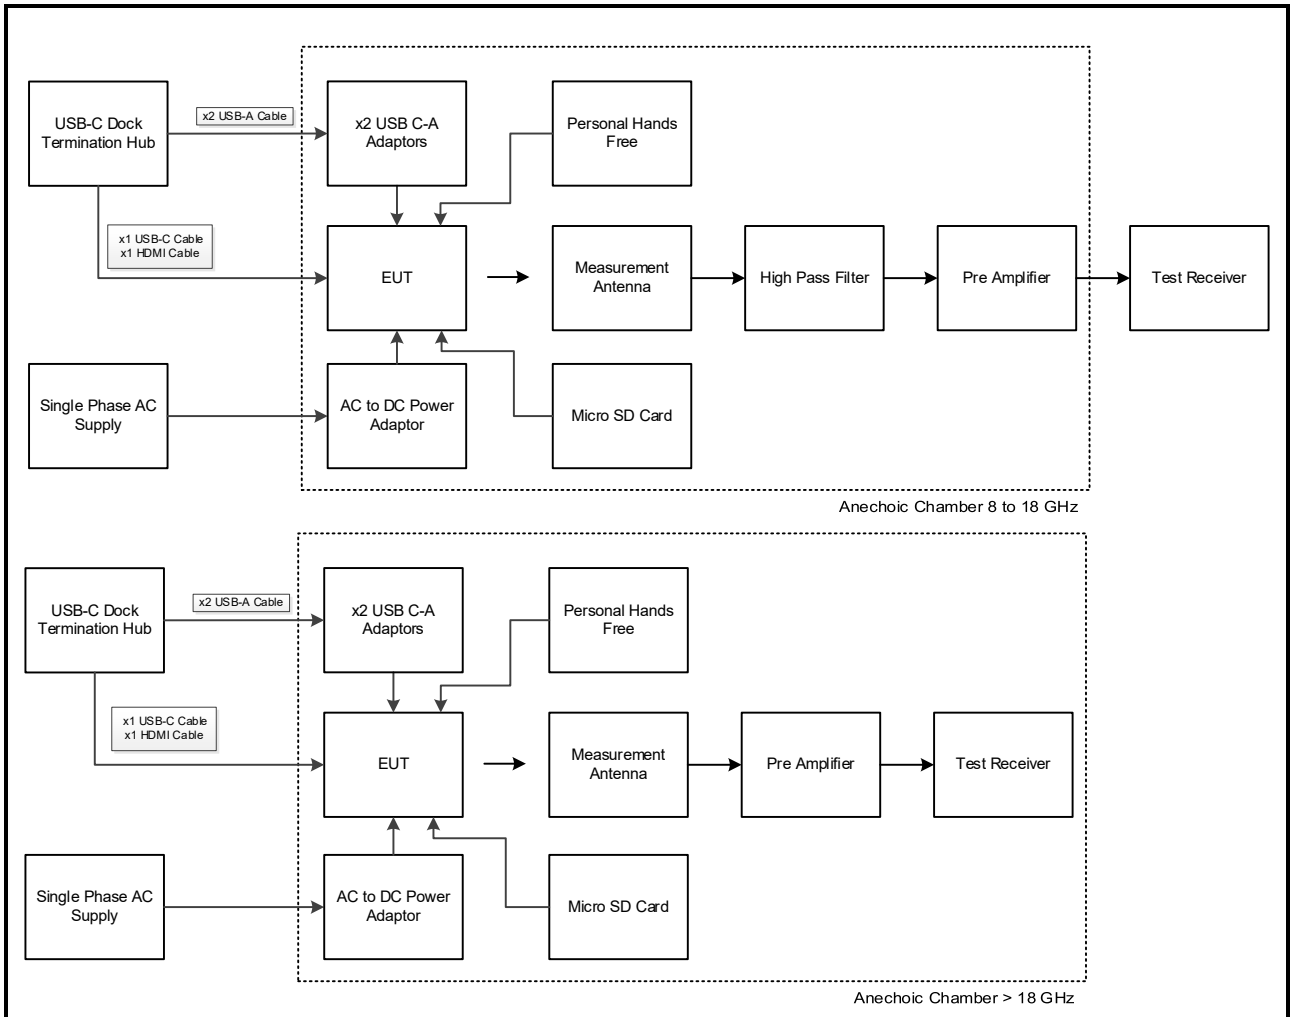 USB-C Dock
Termination Hub
x2 USB-A Cable
x2 USB C-A
Adaptors
Personal Hands
Free
x1 USB-C Cable
x1 HDMI Cable
EUT
Measurement
Antenna
High Pass Filter
Pre Amplifier
Test Receiver
Single Phase AC
Supply
AC to DC Power
Adaptor
Micro SD Card
Anechoic Chamber 8 to 18 GHz
USB-C Dock
Termination Hub
x2 USB-A Cable
x2 USB C-A
Adaptors
Personal Hands
Free
x1 USB-C Cable
x1 HDMI Cable
EUT
Measurement
Antenna
Pre Amplifier
Test Receiver
Single Phase AC
Supply
AC to DC Power
Adaptor
Micro SD Card
Anechoic Chamber > 18 GHz